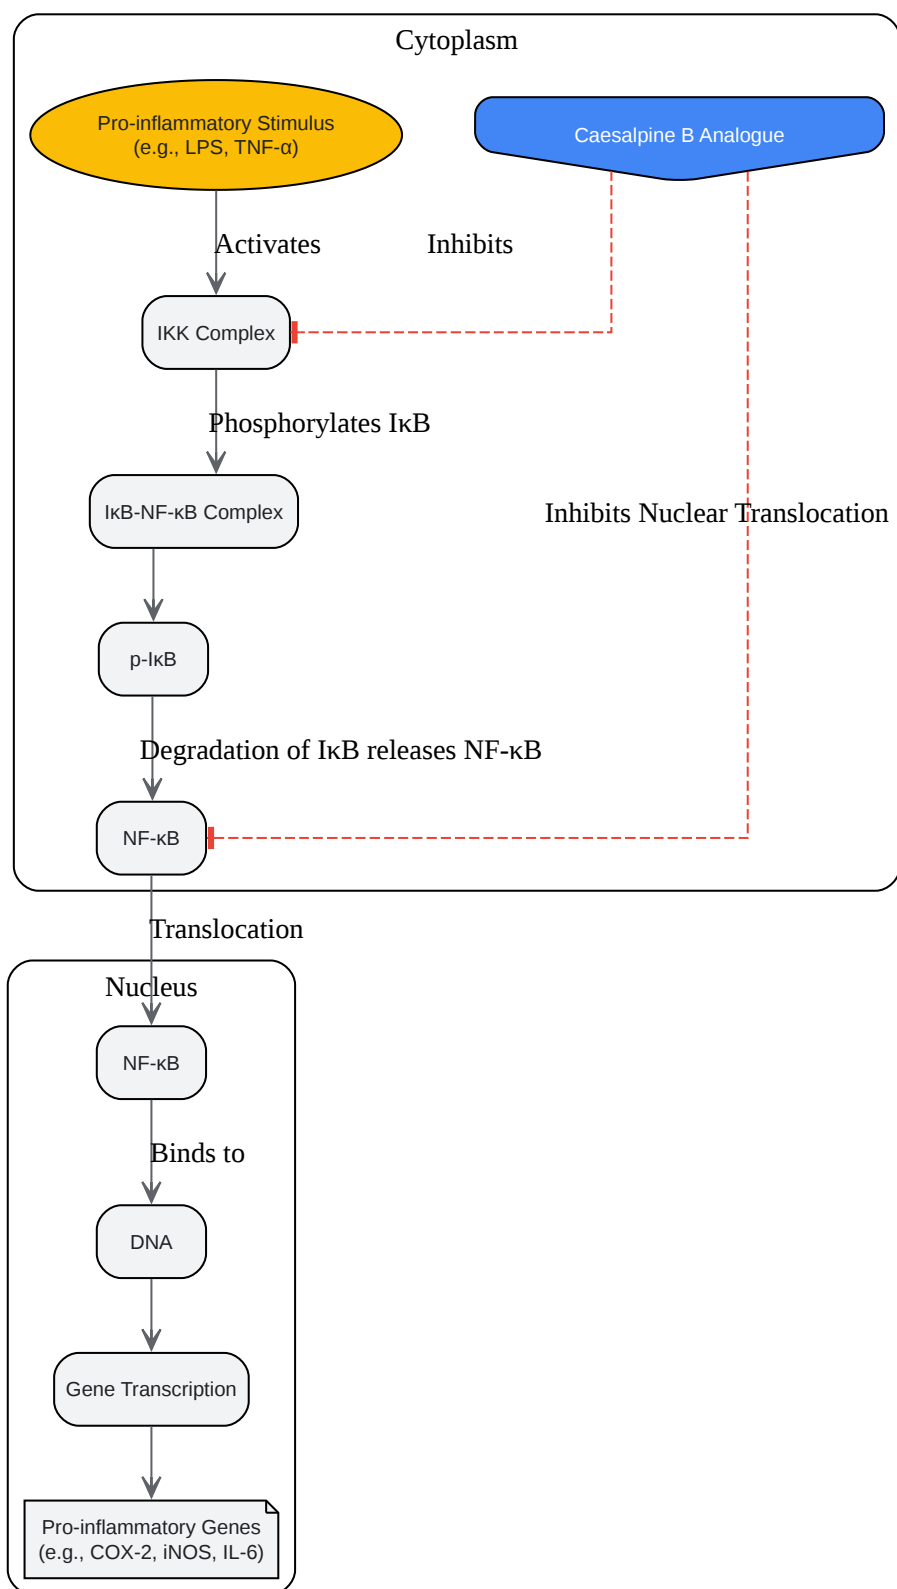 Cytoplasm
Pro-inflammatory Stimulus
(e.g., LPS, TNF-α)
Caesalpine B Analogue
Activates
Inhibits
IKK Complex
Phosphorylates IκB
IκB-NF-κB Complex
Inhibits Nuclear Translocation
p-IκB
Degradation of IκB releases NF-κB
NF-κB
Translocation
Nucleus
NF-κB
Binds to
DNA
Gene Transcription
Pro-inflammatory Genes
(e.g., COX-2, iNOS, IL-6)